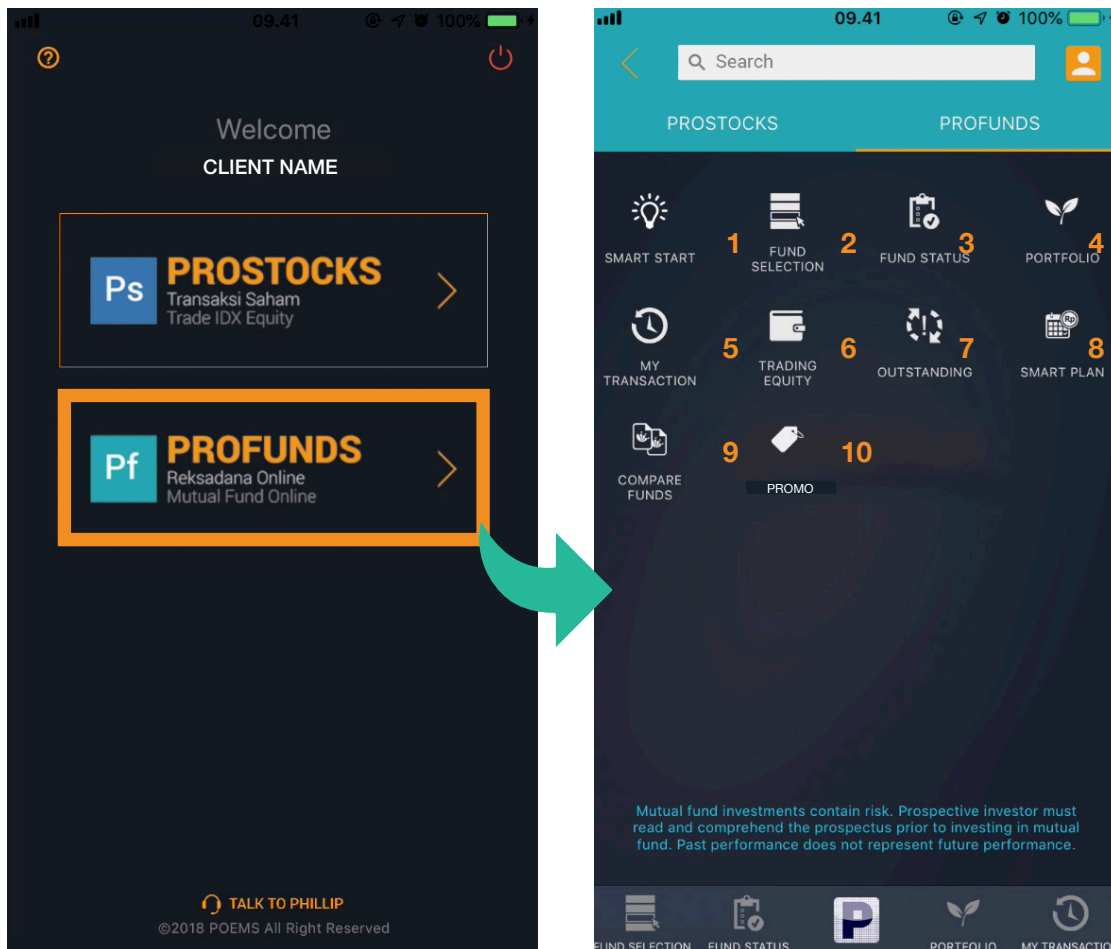 09.41
100%
Welcome
CLIENT NAME
Ps
PROSTOCKS
Transaksi Saham
Trade IDX Equity
Pf
PROFUNDS
Reksadana Online
Mutual Fund Online
TALK TO PHILLIP
©2018 POEMS All Right Reserved
09.41
100%
Search
PROSTOCKS
PROFUNDS
SMART START
1
FUND
SELECTION
2
FUND STATUS
3
PORTFOLIO
4
MY
TRANSACTION
5
TRADING
EQUITY
6
OUTSTANDING
7
Rp
SMART PLAN
8
COMPARE
FUNDS
9
PROMO
10
Mutual fund investments contain risk. Prospective investor must
read and comprehend the prospectus prior to investing in mutual
fund. Past performance does not represent future performance.
FUND SELECTION
FUND STATUS
P
PORTFOLIO
MY TRANSACTIO